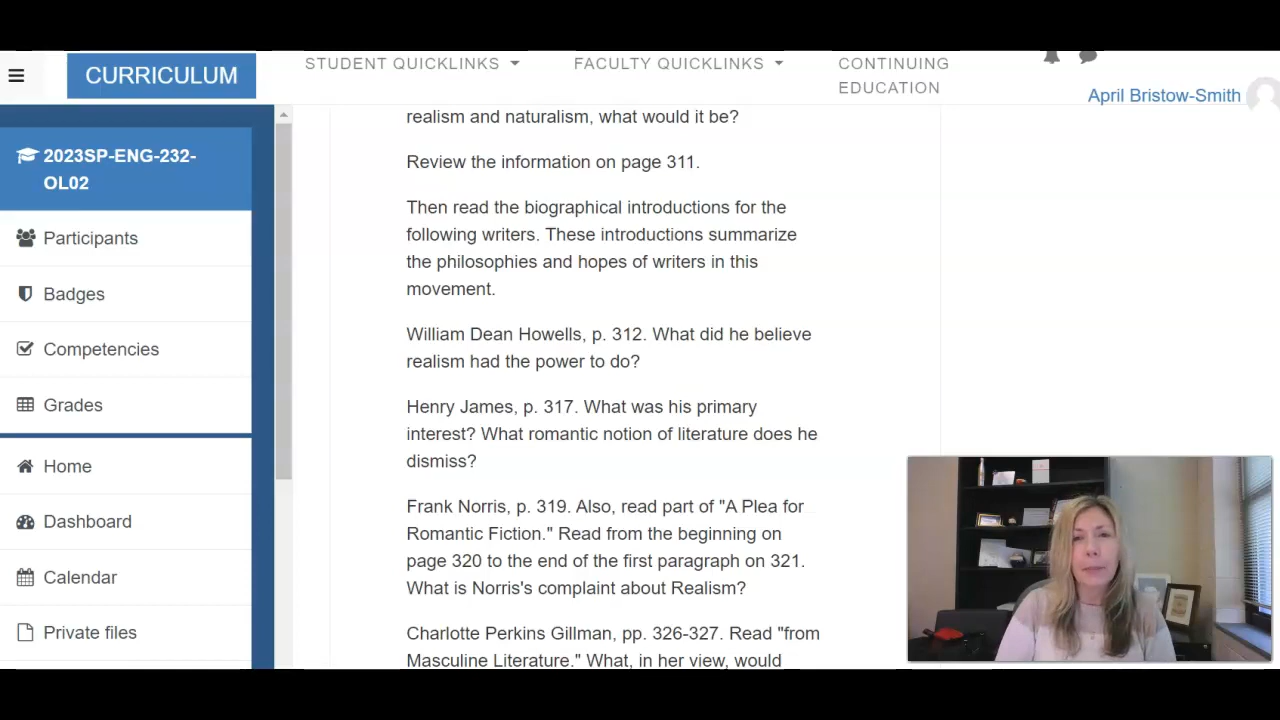 CURRICULUM
STUDENT QUICKLINKS
FACULTY QUICKLINKS
CONTINUING
EDUCATION
April Bristow-Smith
2023SP-ENG-232-
OL02
Participants
Badges
Competencies
Grades
Home
Dashboard
Calendar
Private files
realism and naturalism, what would it be?
Review the information on page 311.
Then read the biographical introductions for the
following writers. These introductions summarize
the philosophies and hopes of writers in this
movement.
William Dean Howells, p. 312. What did he believe
realism had the power to do?
Henry James, p. 317. What was his primary
interest? What romantic notion of literature does he
dismiss?
Frank Norris, p. 319. Also, read part of "A Plea for
Romantic Fiction." Read from the beginning on
page 320 to the end of the first paragraph on 321.
What is Norris's complaint about Realism?
Charlotte Perkins Gillman, pp. 326-327. Read "from
Masculine Literature." What, in her view, would